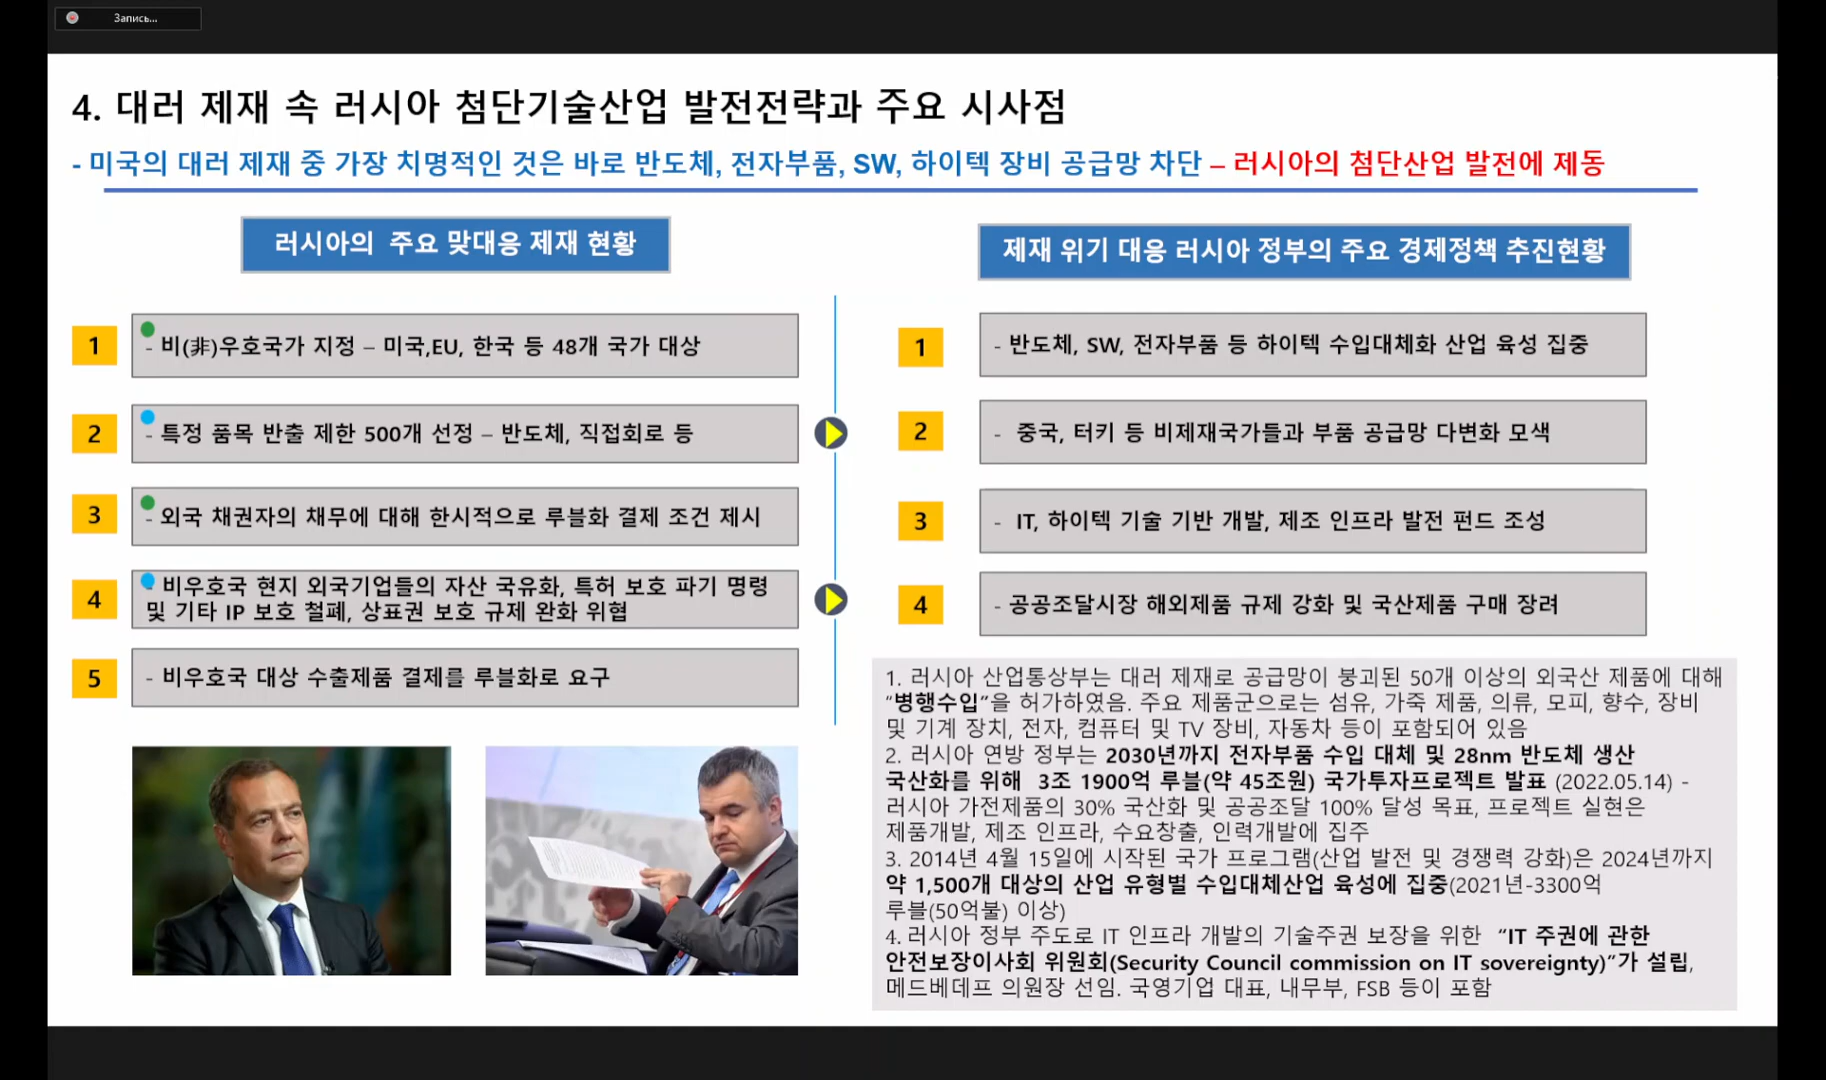 Запись...
4. 대러 제재 속 러시아 첨단기술산업 발전전략과 주요 시사점
- 미국의 대러 제재 중 가장 치명적인 것은 바로 반도체, 전자부품, SW, 하이텍 장비 공급망 차단 – 러시아의 첨단산업 발전에 제동
러시아의 주요 맞대응 제재 현황
1
- 비(非)우호국가 지정 – 미국,EU, 한국 등 48개 국가 대상
2
- 특정 품목 반출 제한 500개 선정 – 반도체, 직접회로 등
3
- 외국 채권자의 채무에 대해 한시적으로 루블화 결제 조건 제시
4
- 비우호국 현지 외국기업들의 자산 국유화, 특허 보호 파기 명령
및 기타 IP 보호 철폐, 상표권 보호 규제 완화 위협
5
- 비우호국 대상 수출제품 결제를 루블화로 요구
제재 위기 대응 러시아 정부의 주요 경제정책 추진현황
1
- 반도체, SW, 전자부품 등 하이텍 수입대체화 산업 육성 집중
2
- 중국, 터키 등 비제재국가들과 부품 공급망 다변화 모색
3
- IT, 하이텍 기술 기반 개발, 제조 인프라 발전 펀드 조성
4
- 공공조달시장 해외제품 규제 강화 및 국산제품 구매 장려
1. 러시아 산업통상부는 대러 제재로 공급망이 붕괴된 50개 이상의 외국산 제품에 대해
“병행수입”을 허가하였음. 주요 제품군으로는 섬유, 가죽 제품, 의류, 모피, 향수, 장비
및 기계 장치, 전자, 컴퓨터 및 TV 장비, 자동차 등이 포함되어 있음
2. 러시아 연방 정부는 2030년까지 전자부품 수입 대체 및 28nm 반도체 생산
국산화를 위해 3조 1900억 루블(약 45조원) 국가투자프로젝트 발표 (2022.05.14) -
러시아 가전제품의 30% 국산화 및 공공조달 100% 달성 목표, 프로젝트 실현은
제품개발, 제조 인프라, 수요창출, 인력개발에 집주
3. 2014년 4월 15일에 시작된 국가 프로그램(산업 발전 및 경쟁력 강화)은 2024년까지
약 1,500개 대상의 산업 유형별 수입대체산업 육성에 집중(2021년-3300억
루블(50억불) 이상)
4. 러시아 정부 주도로 IT 인프라 개발의 기술주권 보장을 위한 “IT 주권에 관한
안전보장이사회 위원회(Security Council commission on IT sovereignty)”가 설립,
메드베데프 의원장 선임. 국영기업 대표, 내무부, FSB 등이 포함